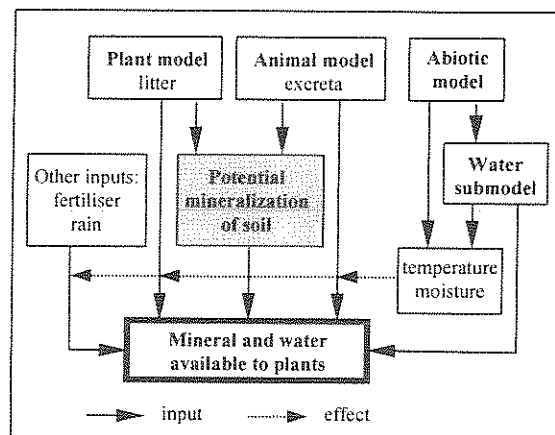 Plant model
litter
Animal model
excreta
Abiotic
model
Other inputs:
fertiliser
rain
Potential
mineralization
of soil
Water
submodel
temperature
moisture
Mineral and water
available to plants
input
effect